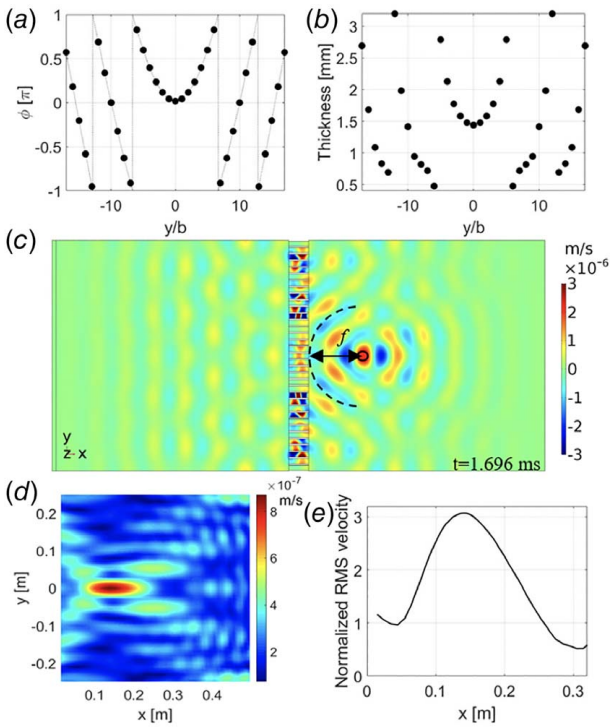 (a)
1
0.5
0
-0.5
-1
ϕ [π]
-10
0
10
y/b
(b)
3
2.5
2
1.5
1
0.5
Thickness [mm]
-10
0
10
y/b
(c)
f
y
z x
t=1.696 ms
m/s
×10⁻⁶
3
2
1
0
-1
-2
-3
(d)
×10⁻⁷
m/s
0.2
0.1
0
-0.1
-0.2
y [m]
0.1
0.2
0.3
0.4
x [m]
8
6
4
2
(e)
3
2
1
0
Normalized RMS velocity
0
0.1
0.2
0.3
x [m]